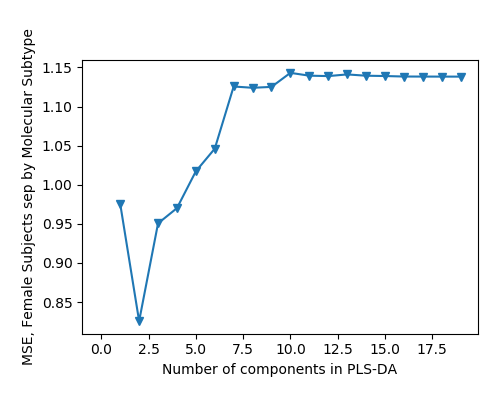 MSE, Female Subjects sep by Molecular Subtype
1.15
1.10
1.05
1.00
0.95
0.90
0.85
0.0 2.5 5.0 7.5 10.0 12.5 15.0 17.5
Number of components in PLS-DA